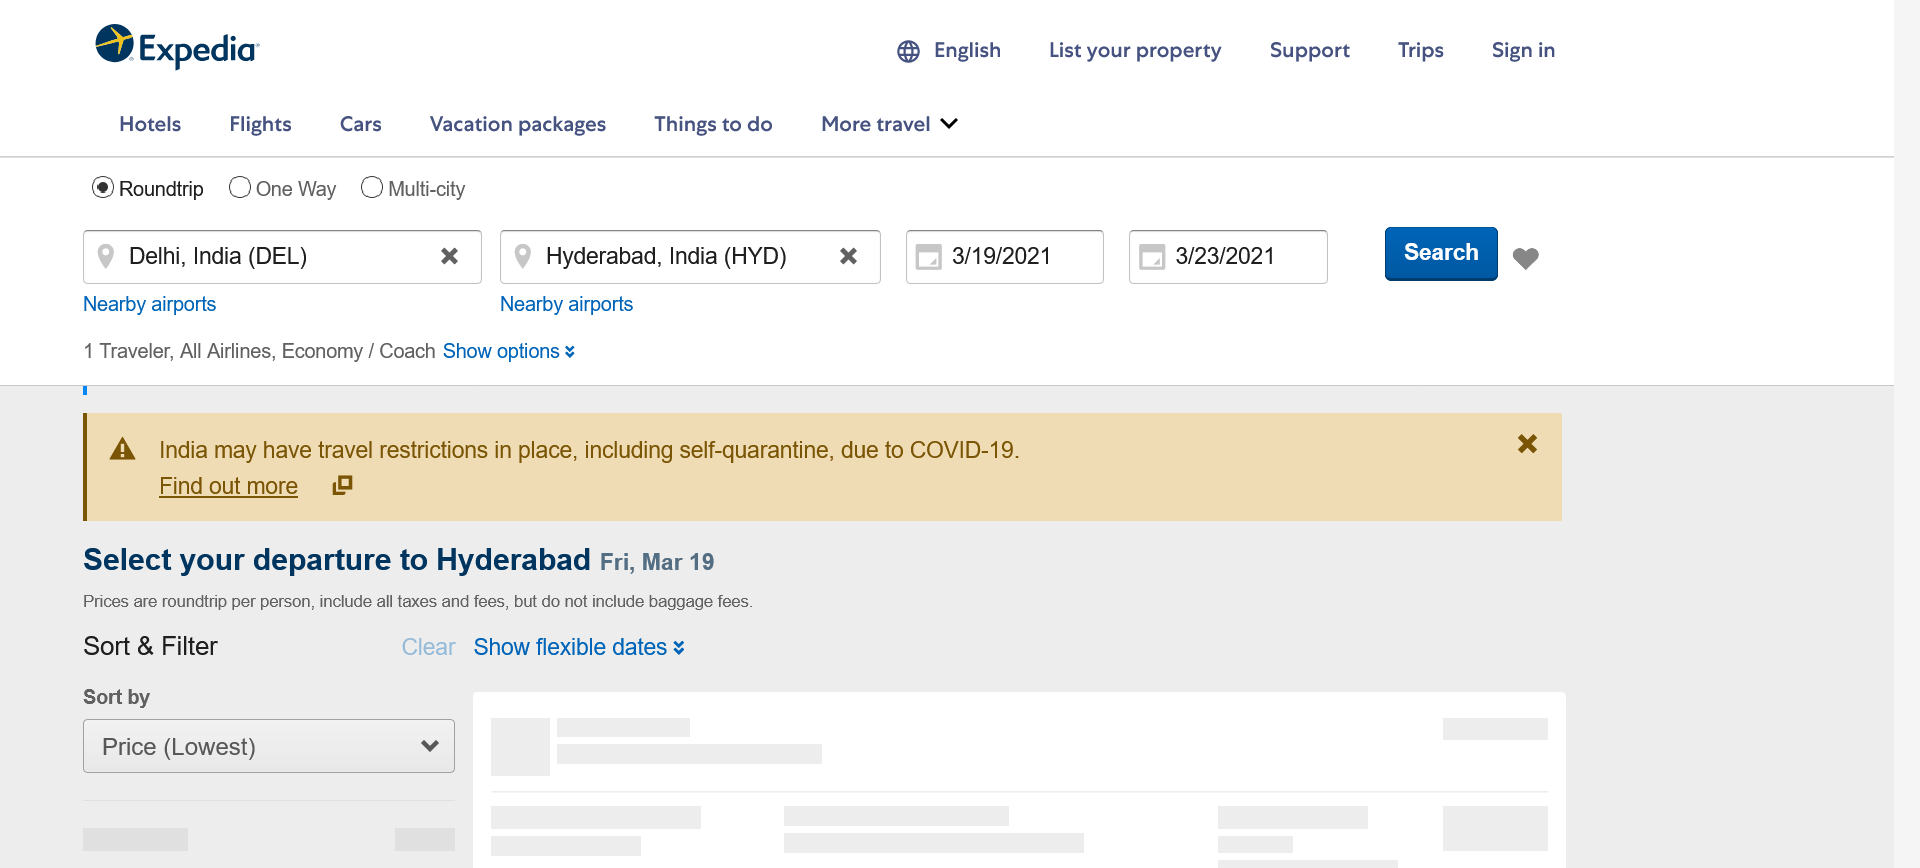 Expedia
English List your property Support Trips Sign in
Hotels Flights Cars Vacation packages Things to do More travel
Roundtrip One Way Multi-city
Delhi, India (DEL) Hyderabad, India (HYD) 3/19/2021 3/23/2021 Search
Nearby airports Nearby airports
1 Traveler, All Airlines, Economy / Coach Show options
India may have travel restrictions in place, including self-quarantine, due to COVID-19.
Find out more
Select your departure to Hyderabad Fri, Mar 19
Prices are roundtrip per person, include all taxes and fees, but do not include baggage fees.
Sort & Filter Clear Show flexible dates
Sort by
Price (Lowest)